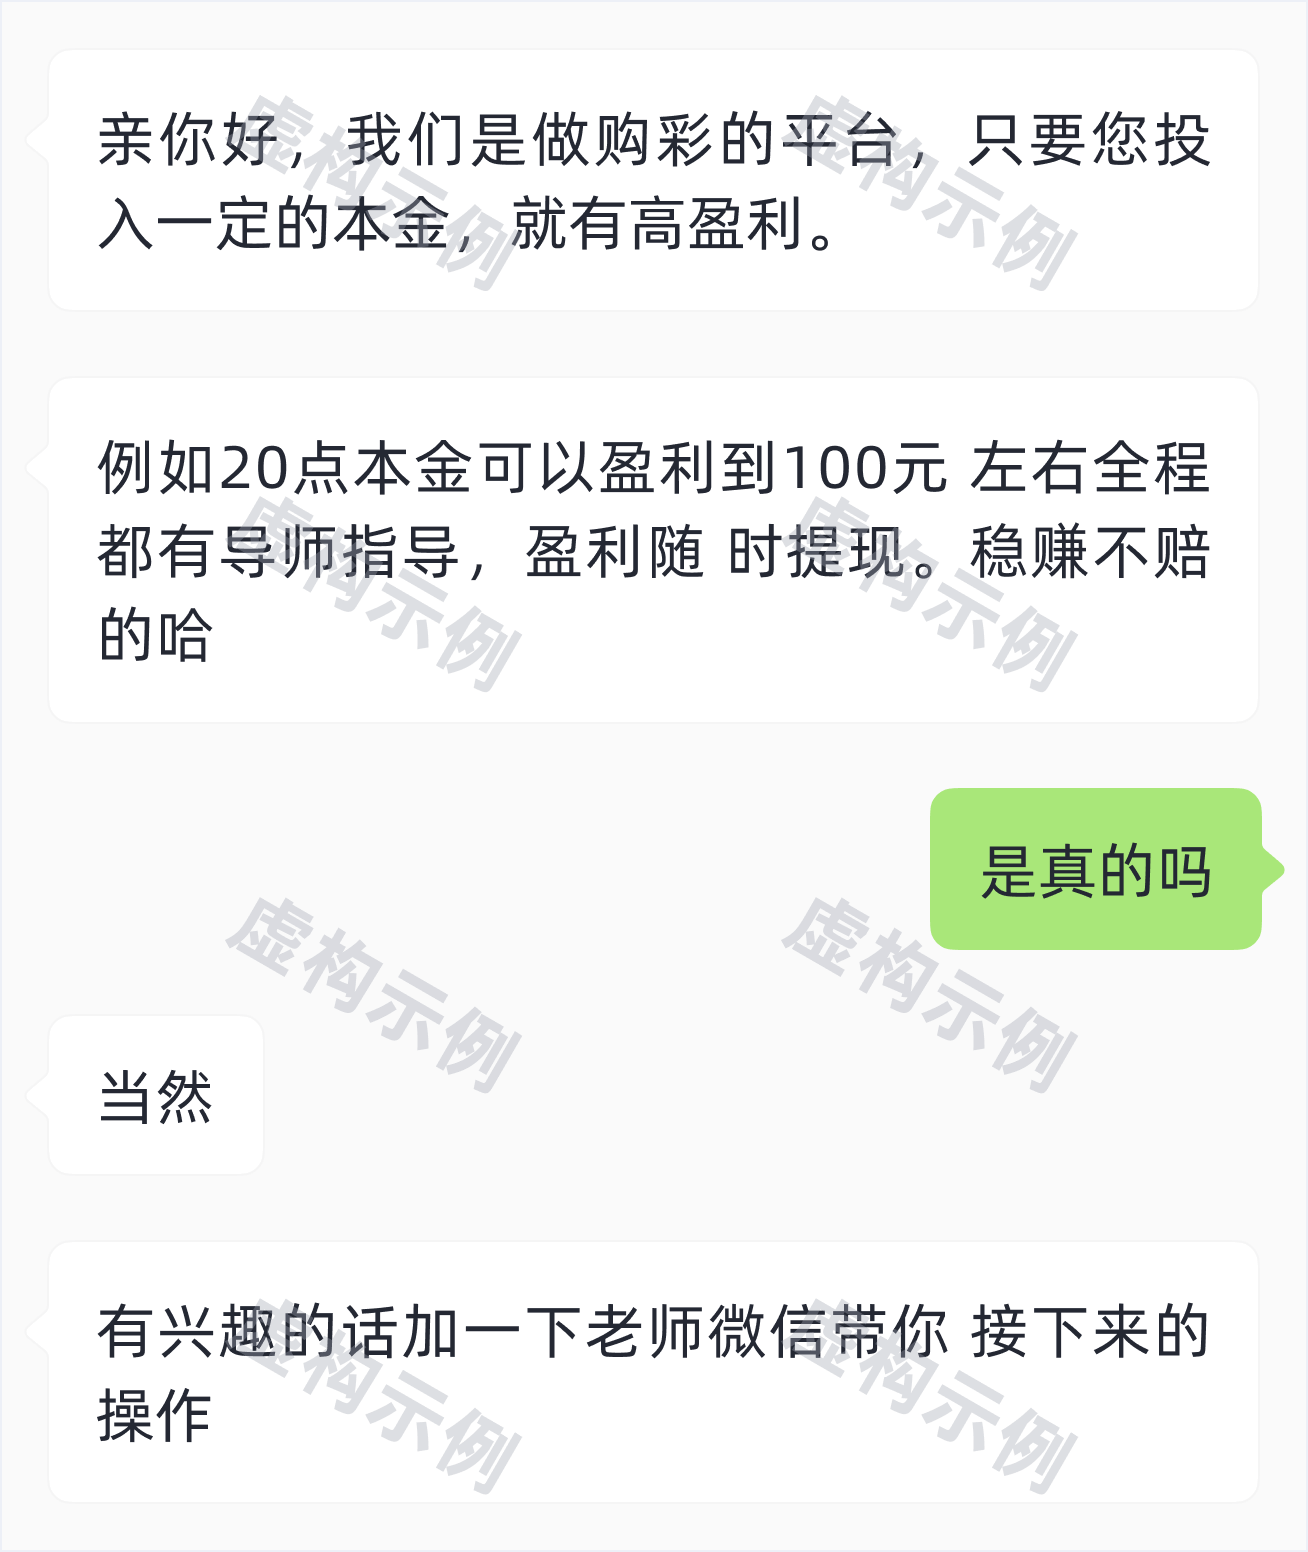 亲你好，我们是做购彩的平台，只要您投
入一定的本金，就有高盈利。
例如20点本金可以盈利到100元 左右全程
都有导师指导，盈利随 时提现。稳赚不赔
的哈
是真的吗
当然
有兴趣的话加一下老师微信带你 接下来的
操作
虚构示例
虚构示例
虚构示例
虚构示例
虚构示例
虚构示例
虚构示例
虚构示例